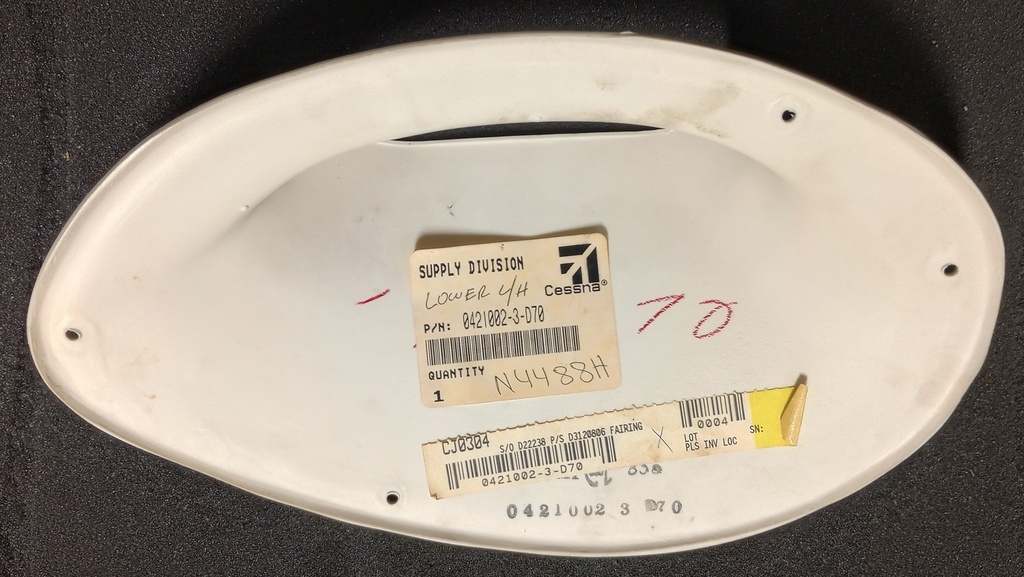 SUPPLY DIVISION
LOWER L/H
Cessna®
P/N: 0421002-3-D70
QUANTITY
1
N4488H
- 70
CJ0304 S/O D22238 P/S D3120806 FAIRING
0421002-3-D70
X
0004
LOT
PLS INV LOC
SN:
0421002 3 D70